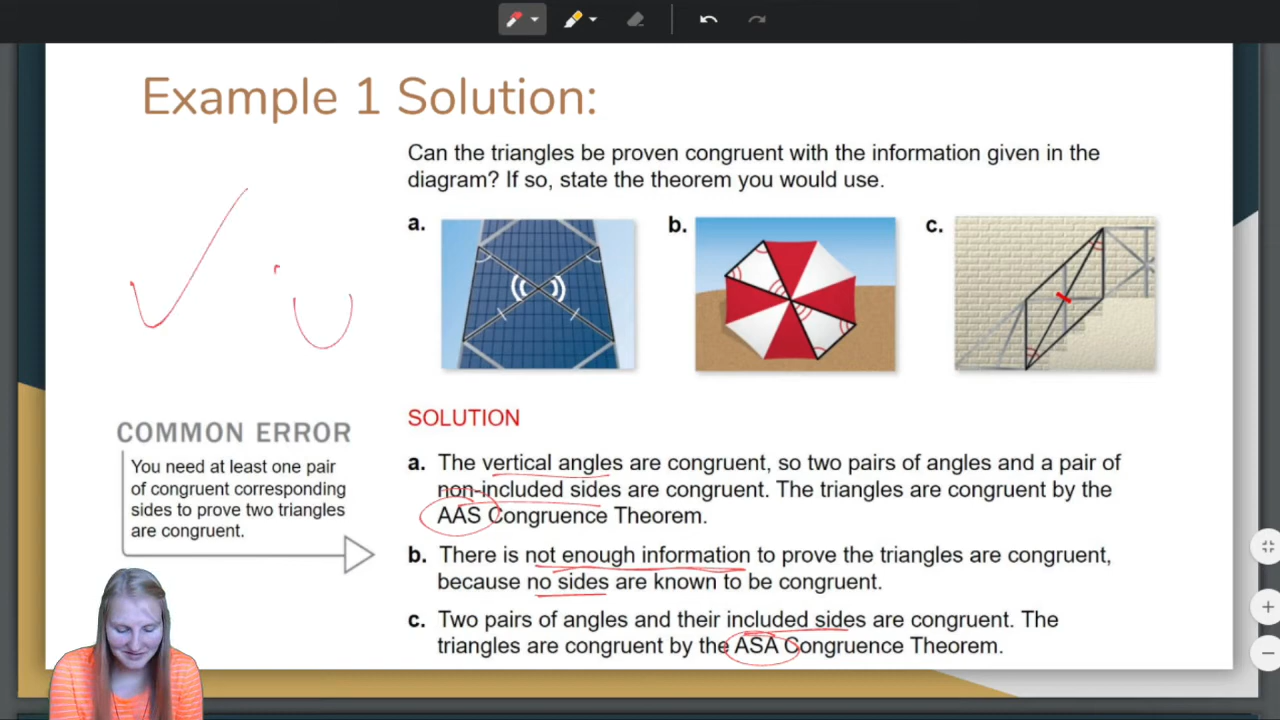 Example 1 Solution:
Can the triangles be proven congruent with the information given in the
diagram? If so, state the theorem you would use.
a.
b.
c.
SOLUTION
a. The vertical angles are congruent, so two pairs of angles and a pair of
non-included sides are congruent. The triangles are congruent by the
AAS Congruence Theorem.
b. There is not enough information to prove the triangles are congruent,
because no sides are known to be congruent.
c. Two pairs of angles and their included sides are congruent. The
triangles are congruent by the ASA Congruence Theorem.
COMMON ERROR
You need at least one pair
of congruent corresponding
sides to prove two triangles
are congruent.